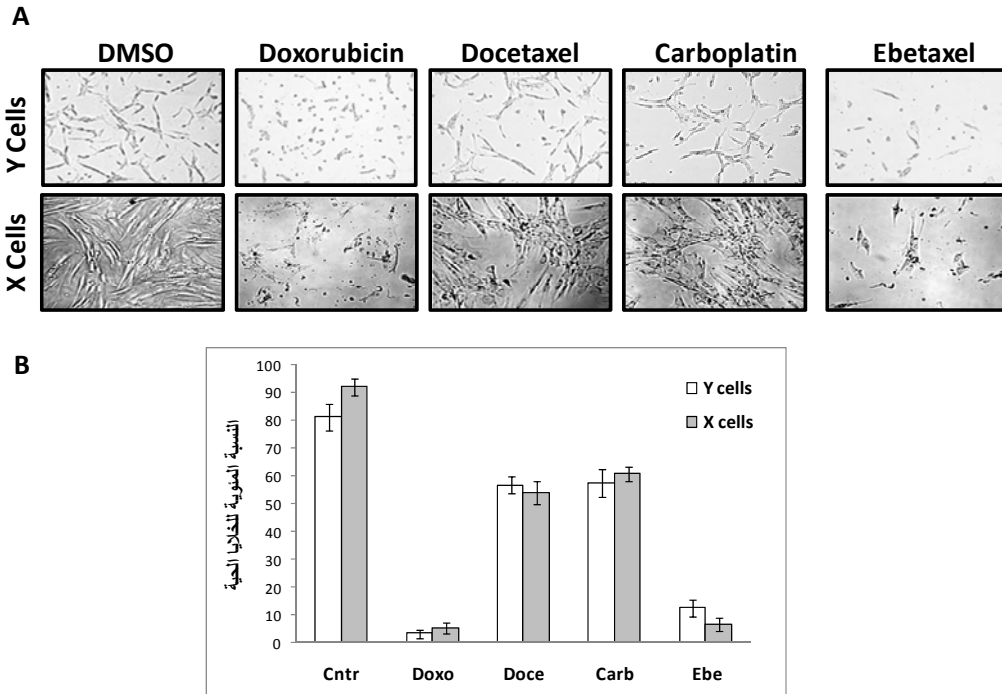 A
DMSO Doxorubicin Docetaxel Carboplatin Ebetaxel
Y Cells
X Cells
B
النسبة المئوية للخلايا الحية
100
90
80
70
60
50
40
30
20
10
0
Y cells
X cells
Cntr Doxo Doce Carb Ebe